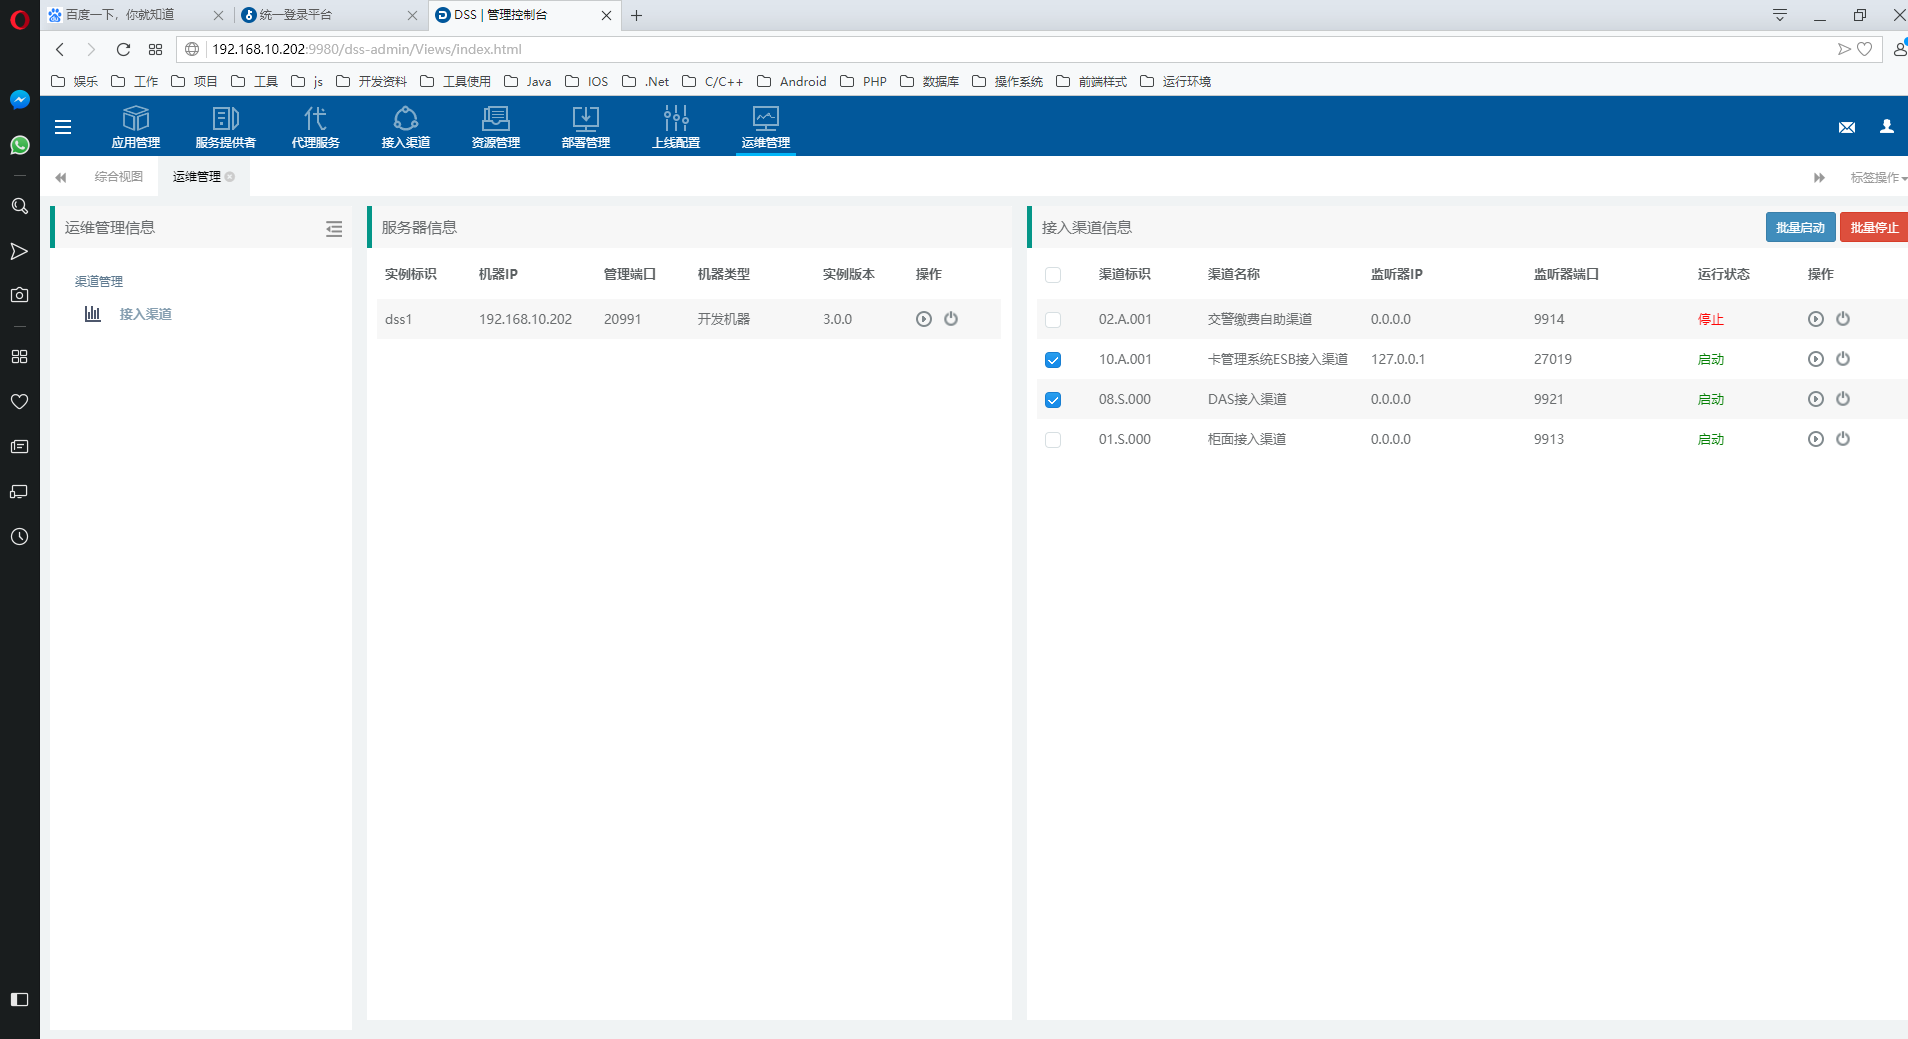 百度一下，你就知道 统一登录平台 DSS | 管理控制台
192.168.10.202:9980/dss-admin/Views/index.html
娱乐 工作 项目 工具 js 开发资料 工具使用 Java IOS .Net C/C++ Android PHP 数据库 操作系统 前端样式 运行环境
应用管理 服务提供者 代理服务 接入渠道 资源管理 部署管理 上线配置 运维管理
综合视图 运维管理 标签操作
运维管理信息
渠道管理
接入渠道
服务器信息
实例标识 机器IP 管理端口 机器类型 实例版本 操作
dss1 192.168.10.202 20991 开发机器 3.0.0
接入渠道信息 批量启动 批量停止
渠道标识 渠道名称 监听器IP 监听器端口 运行状态 操作
02.A.001 交警缴费自助渠道 0.0.0.0 9914 停止
10.A.001 卡管理系统ESB接入渠道 127.0.0.1 27019 启动
08.S.000 DAS接入渠道 0.0.0.0 9921 启动
01.S.000 柜面接入渠道 0.0.0.0 9913 启动